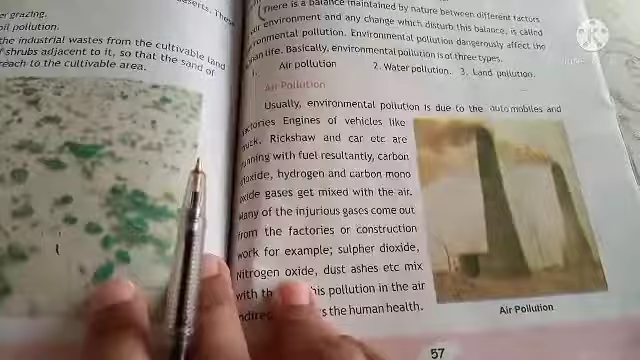 deserts. These
er grazing.
oil pollution.
the industrial wastes from the cultivable land
f shrubs adjacent to it, so that the sand of
reach to the cultivable area.
There is a balance maintained by nature between different factors
environment and any change which disturb this balance, is called
ronmental pollution. Environmental pollution dangerously affect the
life. Basically, environmental pollution is of three types.
1. Air pollution 2. Water pollution. 3. Land pollution.
Air Pollution
Usually, environmental pollution is due to the automobiles and
factories Engines of vehicles like
truck, Rickshaw and car etc are
running with fuel resultantly, carbon
dioxide, hydrogen and carbon mono
oxide gases get mixed with the air.
Many of the injurious gases come out
from the factories or construction
work for example; sulpher dioxide,
Nitrogen oxide, dust ashes etc mix
with th his pollution in the air
ndirec s the human health.
Air Pollution
57